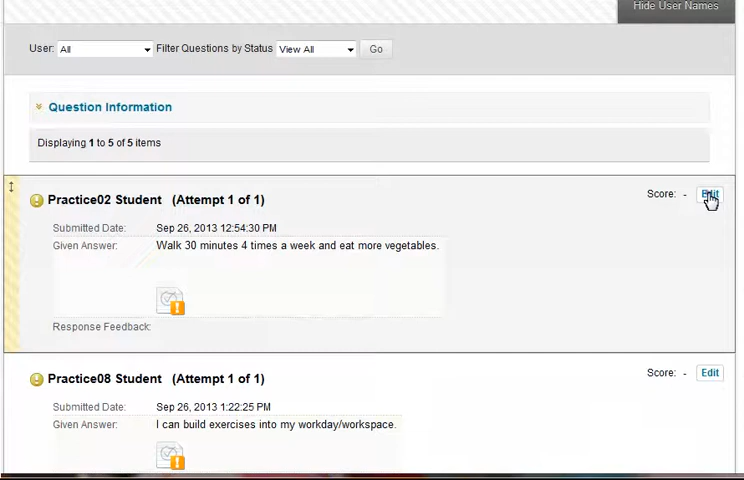 Hide User Names
User: All Filter Questions by Status View All Go
Question Information
Displaying 1 to 5 of 5 items
Practice02 Student (Attempt 1 of 1) Score: - Edit
Submitted Date: Sep 26, 2013 12:54:30 PM
Given Answer: Walk 30 minutes 4 times a week and eat more vegetables.
Response Feedback:
Practice08 Student (Attempt 1 of 1) Score: - Edit
Submitted Date: Sep 26, 2013 1:22:25 PM
Given Answer: I can build exercises into my workday/workspace.